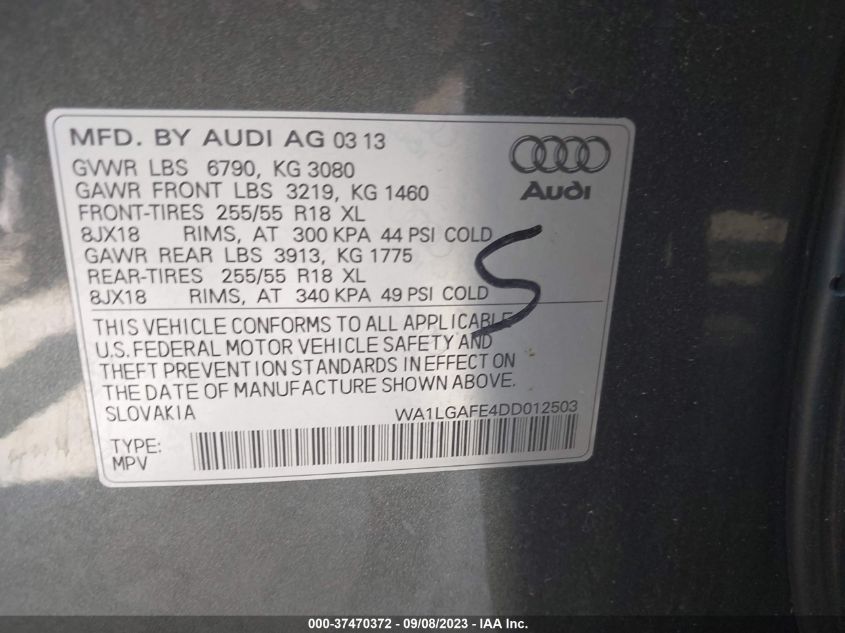 MFD. BY AUDI AG 03 13
GVWR LBS 6790, KG 3080
GAWR FRONT LBS 3219, KG 1460
FRONT-TIRES 255/55 R18 XL
8JX18 RIMS, AT 300 KPA 44 PSI COLD
GAWR REAR LBS 3913, KG 1775
REAR-TIRES 255/55 R18 XL
8JX18 RIMS, AT 340 KPA 49 PSI COLD
Audi
S
THIS VEHICLE CONFORMS TO ALL APPLICABLE
U.S. FEDERAL MOTOR VEHICLE SAFETY AND
THEFT PREVENTION STANDARDS IN EFFECT ON
THE DATE OF MANUFACTURE SHOWN ABOVE.
SLOVAKIA WA1LGAFE4DD012503
TYPE:
MPV
000-37470372 - 09/08/2023 - IAA Inc.